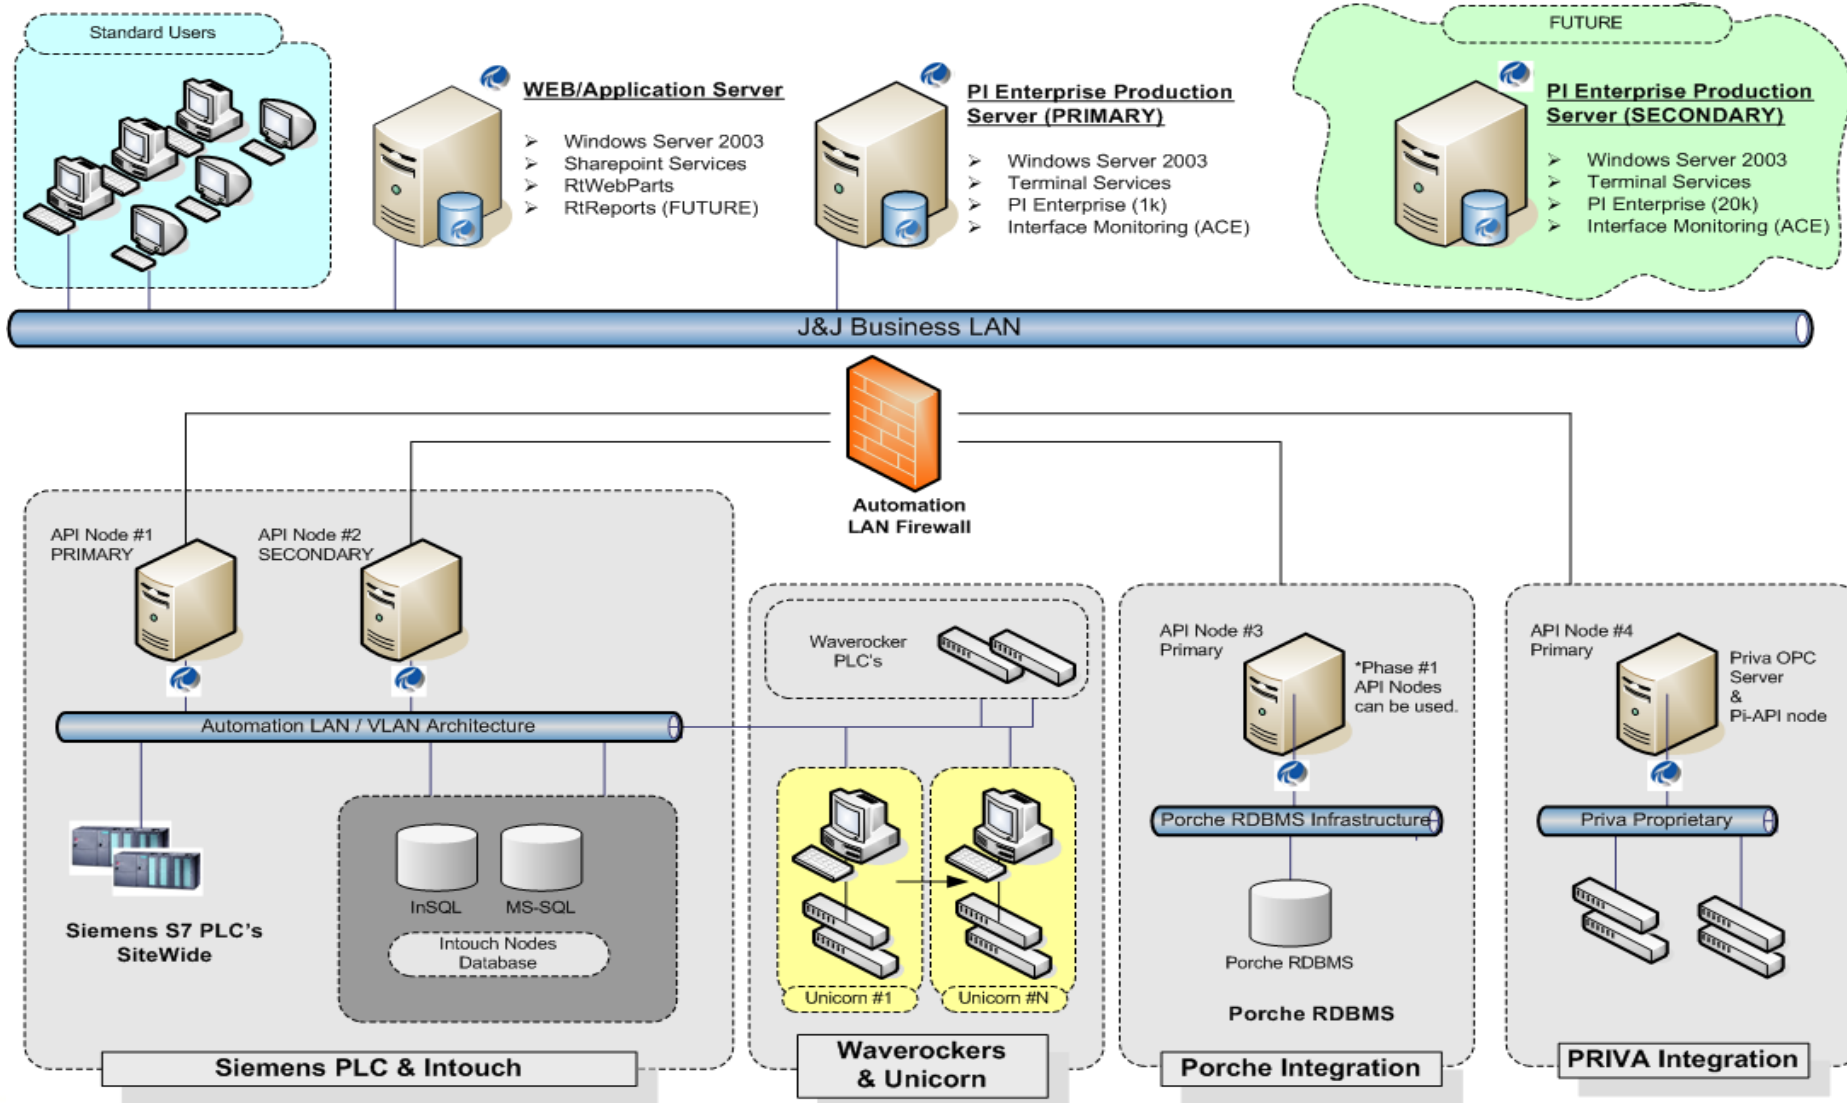 Standard Users
WEB/Application Server
➢ Windows Server 2003
➢ Sharepoint Services
➢ RtWebParts
➢ RtReports (FUTURE)
PI Enterprise Production
Server (PRIMARY)
➢ Windows Server 2003
➢ Terminal Services
➢ PI Enterprise (1k)
➢ Interface Monitoring (ACE)
FUTURE
PI Enterprise Production
Server (SECONDARY)
➢ Windows Server 2003
➢ Terminal Services
➢ PI Enterprise (20k)
➢ Interface Monitoring (ACE)
J&J Business LAN
Automation
LAN Firewall
API Node #1
PRIMARY
API Node #2
SECONDARY
Automation LAN / VLAN Architecture
Siemens S7 PLC's
SiteWide
InSQL
MS-SQL
Intouch Nodes
Database
Siemens PLC & Intouch
Waverocker
PLC's
Unicorn #1
Unicorn #N
Waverockers
& Unicorn
API Node #3
Primary
*Phase #1
API Nodes
can be used.
Porche RDBMS Infrastructure
Porche RDBMS
Porche RDBMS
Porche Integration
API Node #4
Primary
Priva OPC
Server
&
Pi-API node
Priva Proprietary
PRIVA Integration